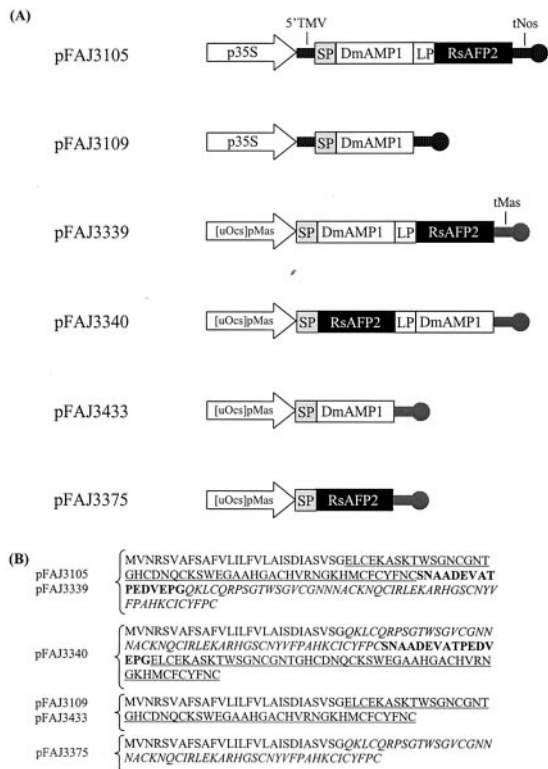 (A)
5'TMV
tNos
pFAJ3105
p35S
SP
DmAMP1
LP
RsAFP2
pFAJ3109
p35S
SP
DmAMP1
tMas
pFAJ3339
[uOcs]pMas
SP
DmAMP1
LP
RsAFP2
pFAJ3340
[uOcs]pMas
SP
RsAFP2
LP
DmAMP1
pFAJ3433
[uOcs]pMas
SP
DmAMP1
pFAJ3375
[uOcs]pMas
SP
RsAFP2
(B)
pFAJ3105
pFAJ3339
MVNRSVAFSAFVLILFVLAISDIASVSGELCEKASKTWSGNCGNT
GHCDNQCKSWEGAAHGACHVRNGKHMCFCYFNCSNAADEVAT
PEDVEPGQKLCQRPSGTWSGVCGNNNACKNQCIRLEKARHGSCNYV
FPAHKCICYFPC
pFAJ3340
MVNRSVAFSAFVLILFVLAISDIASVSGQKLCQRPSGTWSGVCGNN
NACKNQCIRLEKARHGSCNYVFPAHKCICYFPCSNAADEVATPEDV
EPGELCEKASKTWSGNCGNTGHCDNQCKSWEGAAHGACHVRN
GKHMCFCYFNC
pFAJ3109
pFAJ3433
MVNRSVAFSAFVLILFVLAISDIASVSGELCEKASKTWSGNCGNT
GHCDNQCKSWEGAAHGACHVRNGKHMCFCYFNC
pFAJ3375
MVNRSVAFSAFVLILFVLAISDIASVSGQKLCQRPSGTWSGVCGNN
NACKNQCIRLEKARHGSCNYVFPAHKCICYFPC